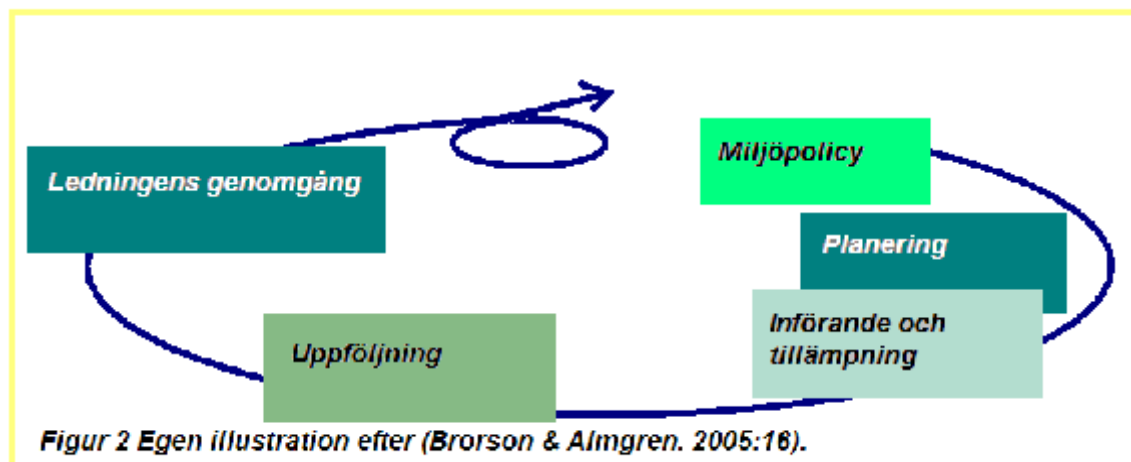 Ledningens genomgång
Miljöpolicy
Planering
Införande och
tillämpning
Uppföljning
Figur 2 Egen illustration efter (Brorson & Almgren. 2005:16).